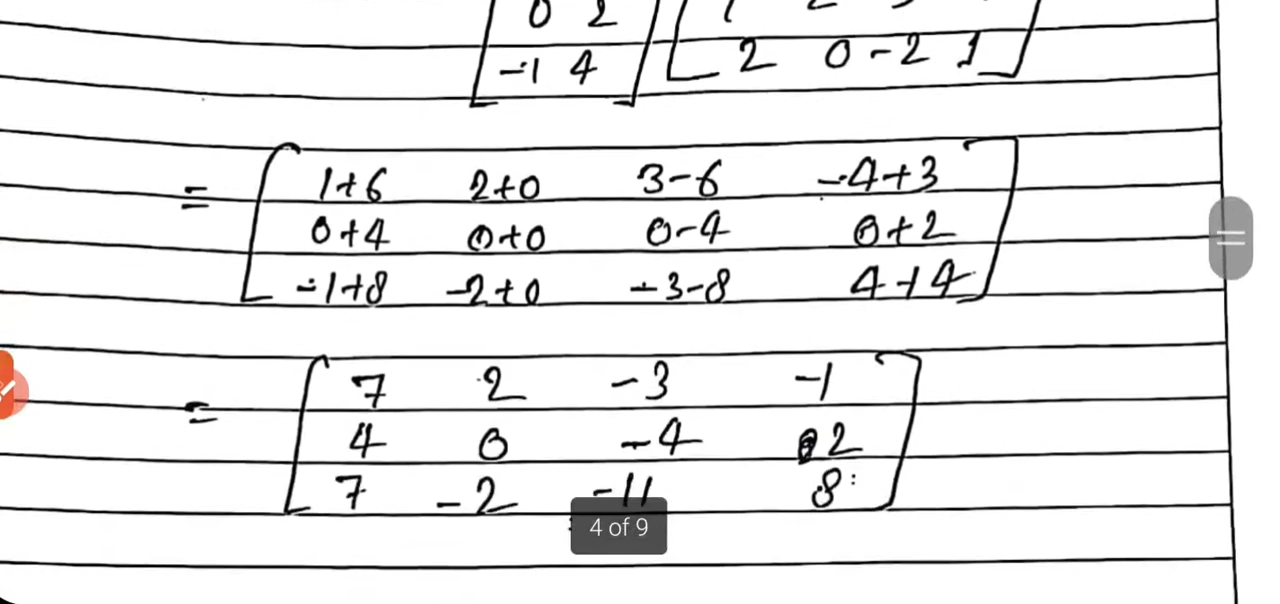 0 2
-1 4 2 0 -2 1
= 1+6 2+0 3-6 -4+3
0+4 0+0 0-4 0+2
-1+8 -2+0 -3-8 4+4
= 7 2 -3 -1
4 0 -4 2
7 -2 -11 8
4 of 9